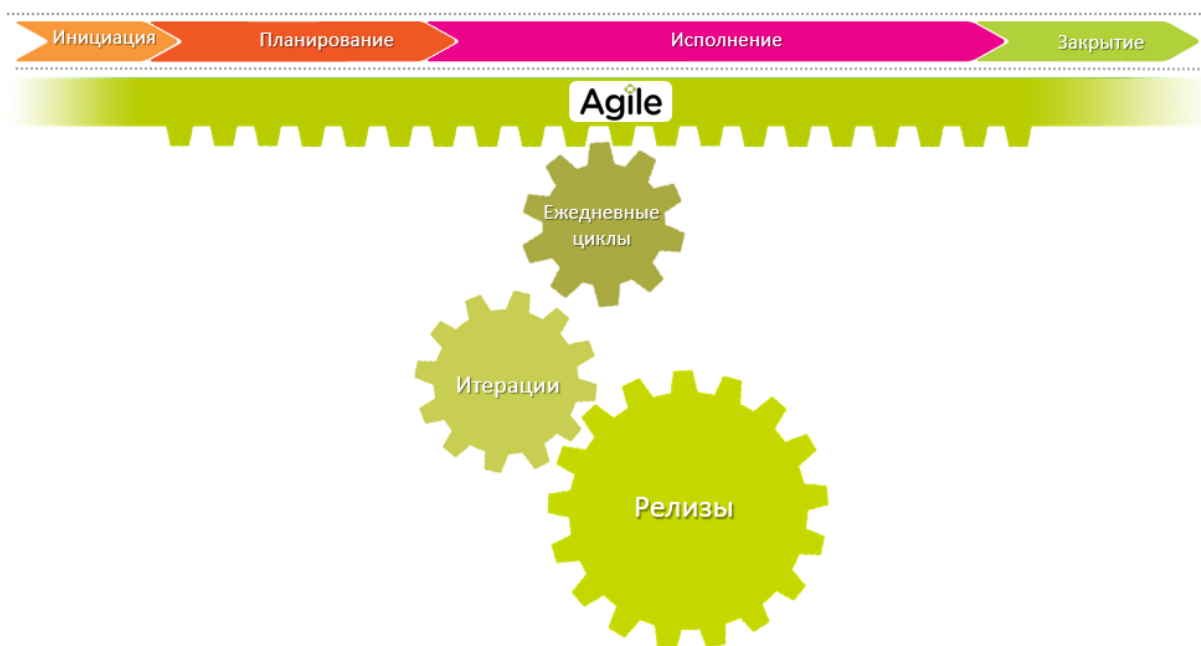 Инициация
Планирование
Исполнение
Закрытие
Agile
Ежедневные
циклы
Итерации
Релизы